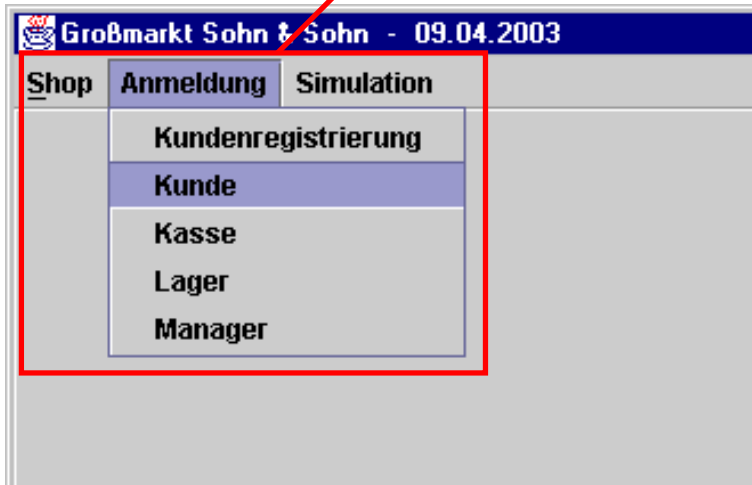 Großmarkt Sohn & Sohn - 09.04.2003
Shop Anmeldung Simulation
Kundenregistrierung
Kunde
Kasse
Lager
Manager